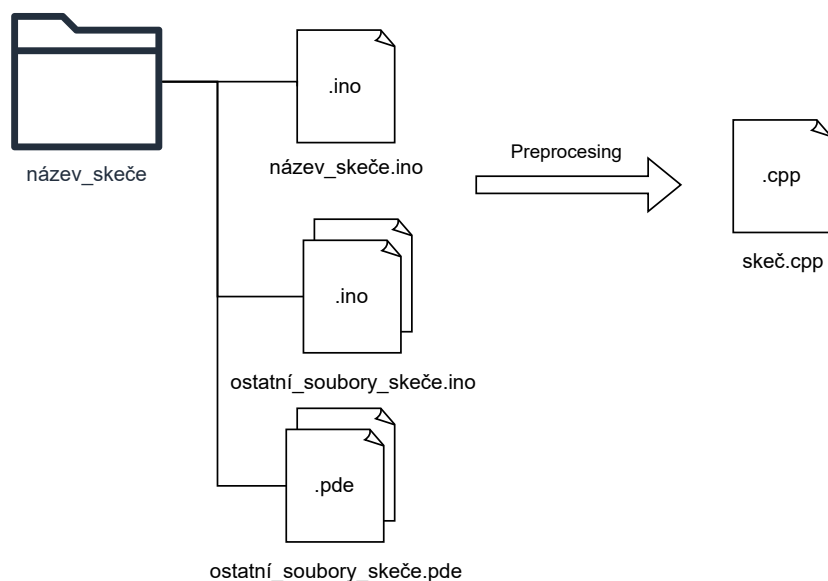 .ino
název_skeče
název_skeče.ino
Preprocesing
.cpp
skeč.cpp
.ino
ostatní_soubory_skeče.ino
.pde
ostatní_soubory_skeče.pde